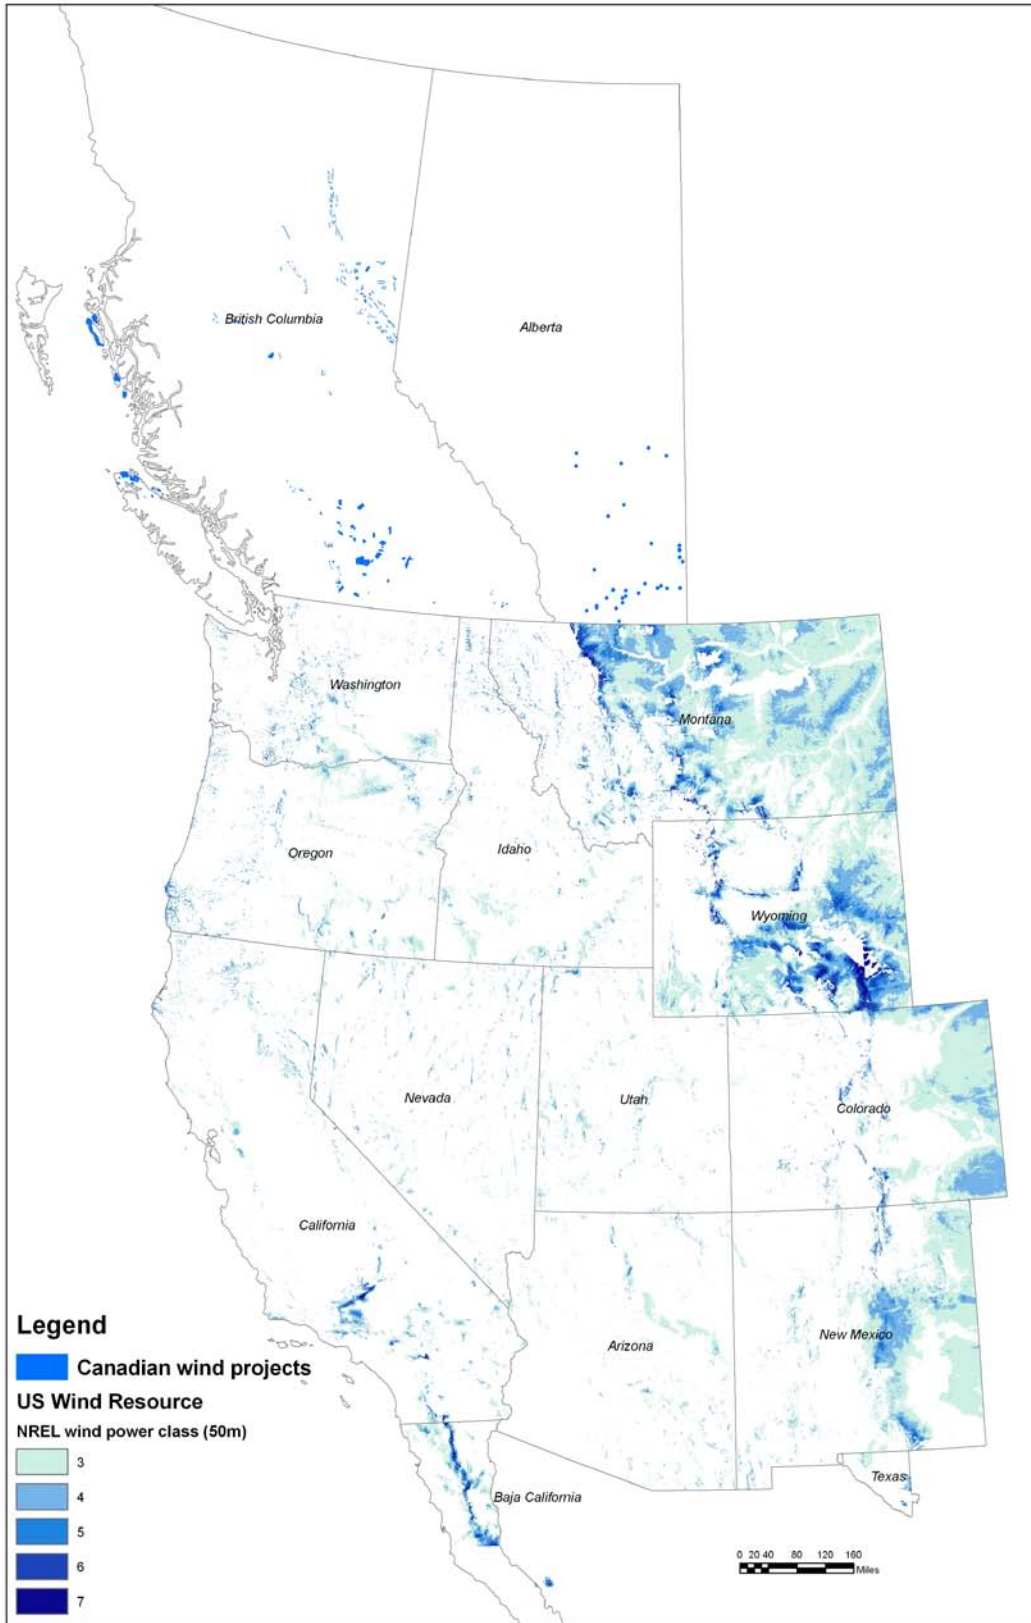 British Columbia
Alberta
Washington
Montana
Oregon
Idaho
Wyoming
Nevada
Utah
Colorado
California
Arizona
New Mexico
Texas
Baja California
Legend
Canadian wind projects
US Wind Resource
NREL wind power class (50m)
3
4
5
6
7
0 20 40 80 120 160
Miles